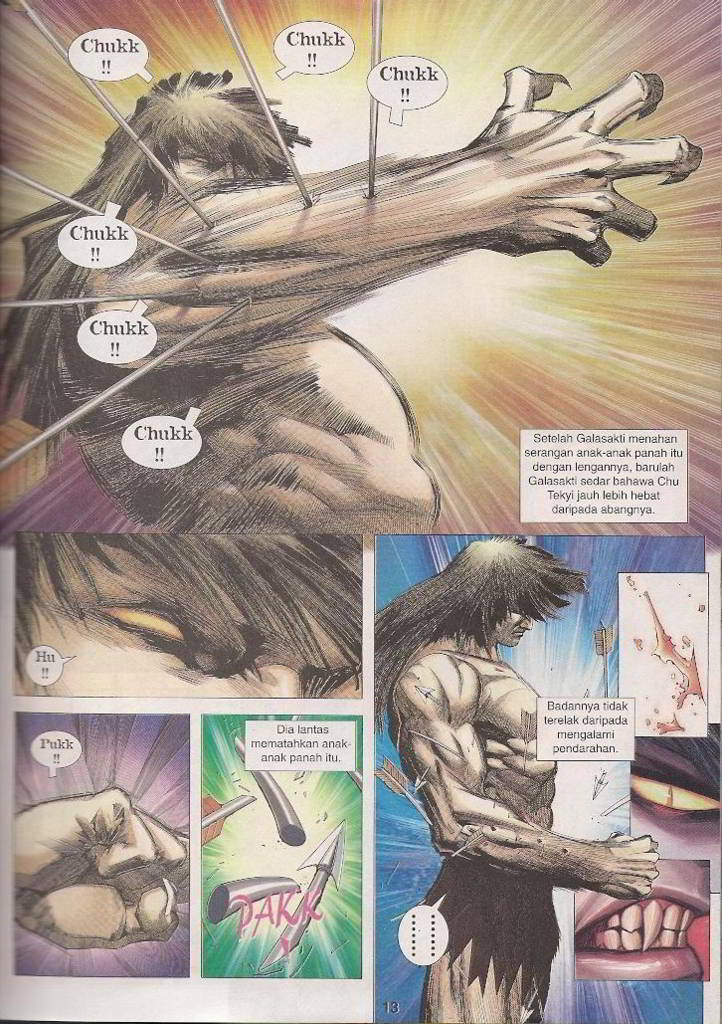 Chukk
!!
Chukk
!!
Chukk
!!
Chukk
!!
Chukk
!!
Chukk
!!
Setelah Galasakti menahan
serangan anak-anak panah itu
dengan lengannya, barulah
Galasakti sedar bahawa Chu
Tekyi jauh lebih hebat
daripada abangnya.
Hu
!!
Pukk
!!
Dia lantas
mematahkan anak-
anak panah itu.
PAKK
!
Badannya tidak
terelak daripada
mengalami
pendarahan.
13